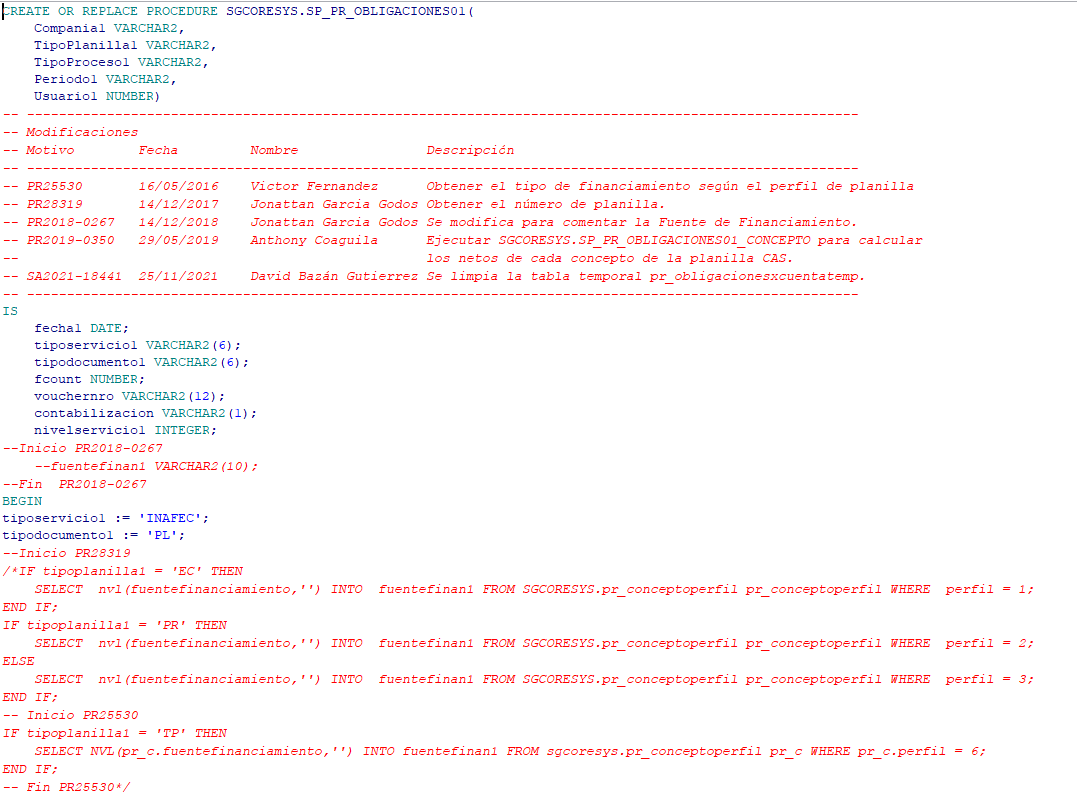 CREATE OR REPLACE PROCEDURE SGCORESYS.SP_PR_OBLIGACIONES01(
    Compania1 VARCHAR2,
    TipoPlanilla1 VARCHAR2,
    TipoProceso1 VARCHAR2,
    Periodo1 VARCHAR2,
    Usuario1 NUMBER)
-- --------------------------------------------------------------------------------------------------------
-- Modificaciones
-- Motivo        Fecha         Nombre                Descripción
-- --------------------------------------------------------------------------------------------------------
-- PR25530       16/05/2016    Victor Fernandez      Obtener el tipo de financiamiento según el perfil de planilla
-- PR28319       14/12/2017    Jonattan Garcia Godos Obtener el número de planilla.
-- PR2018-0267   14/12/2018    Jonattan Garcia Godos Se modifica para comentar la Fuente de Financiamiento.
-- PR2019-0350   29/05/2019    Anthony Coaguila      Ejecutar SGCORESYS.SP_PR_OBLIGACIONES01_CONCEPTO para calcular
--                                                   los netos de cada concepto de la planilla CAS.
-- SA2021-18441  25/11/2021    David Bazán Gutierrez Se limpia la tabla temporal pr_obligacionesxcuentatemp.
-- --------------------------------------------------------------------------------------------------------
IS
    fecha1 DATE;
    tiposervicio1 VARCHAR2(6);
    tipodocumento1 VARCHAR2(6);
    fcount NUMBER;
    vouchernro VARCHAR2(12);
    contabilizacion VARCHAR2(1);
    nivelservicio1 INTEGER;
--Inicio PR2018-0267
    --fuentefinan1 VARCHAR2(10);
--Fin  PR2018-0267
BEGIN
tiposervicio1 := 'INAFEC';
tipodocumento1 := 'PL';
--Inicio PR28319
/*IF tipoplanilla1 = 'EC' THEN
    SELECT  nvl(fuentefinanciamiento,'') INTO  fuentefinan1 FROM SGCORESYS.pr_conceptoperfil pr_conceptoperfil WHERE  perfil = 1;
END IF;
IF tipoplanilla1 = 'PR' THEN
    SELECT  nvl(fuentefinanciamiento,'') INTO  fuentefinan1 FROM SGCORESYS.pr_conceptoperfil pr_conceptoperfil WHERE  perfil = 2;
ELSE
    SELECT  nvl(fuentefinanciamiento,'') INTO  fuentefinan1 FROM SGCORESYS.pr_conceptoperfil pr_conceptoperfil WHERE  perfil = 3;
END IF;
-- Inicio PR25530
IF tipoplanilla1 = 'TP' THEN
    SELECT NVL(pr_c.fuentefinanciamiento,'') INTO fuentefinan1 FROM sgcoresys.pr_conceptoperfil pr_c WHERE pr_c.perfil = 6;
END IF;
-- Fin PR25530*/